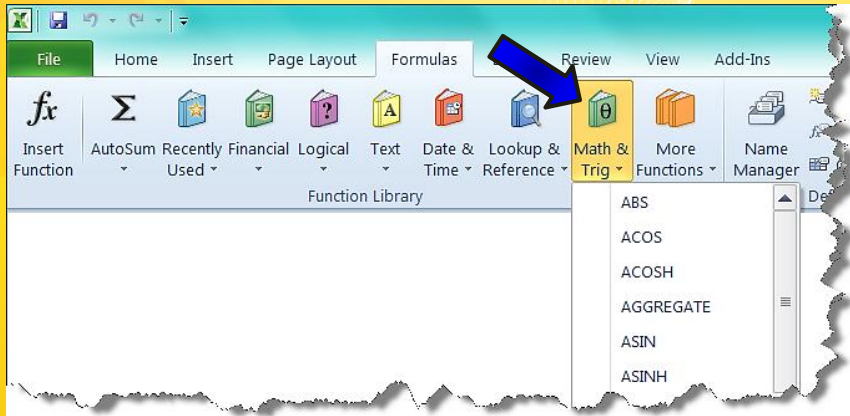 File Home Insert Page Layout Formulas Review View Add-Ins
fx Σ ? A θ
Insert AutoSum Recently Financial Logical Text Date & Lookup & Math & More Name
Function Used Time Reference Trig Functions Manager
Function Library
ABS
ACOS
ACOSH
AGGREGATE
ASIN
ASINH